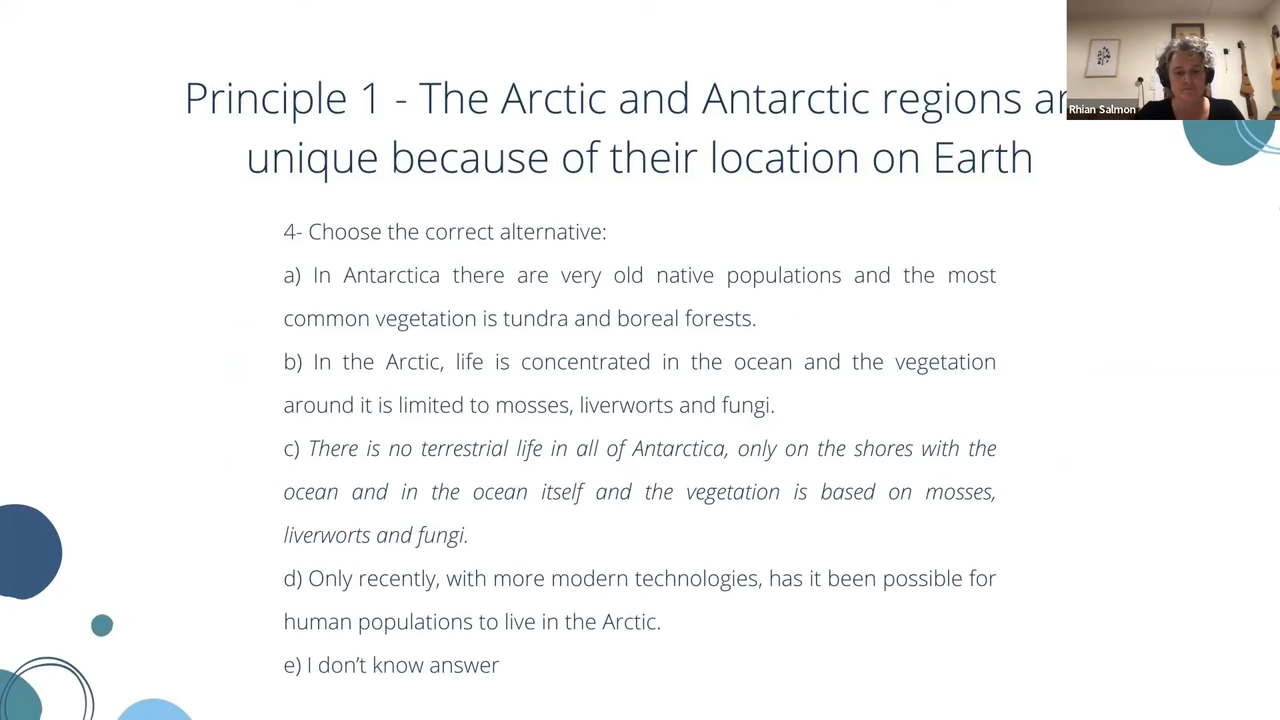 Principle 1 - The Arctic and Antarctic regions
unique because of their location on Earth
Rhian Salmon
4- Choose the correct alternative:
a) In Antarctica there are very old native populations and the most
common vegetation is tundra and boreal forests.
b) In the Arctic, life is concentrated in the ocean and the vegetation
around it is limited to mosses, liverworts and fungi.
c) There is no terrestrial life in all of Antarctica, only on the shores with the
ocean and in the ocean itself and the vegetation is based on mosses,
liverworts and fungi.
d) Only recently, with more modern technologies, has it been possible for
human populations to live in the Arctic.
e) I don’t know answer